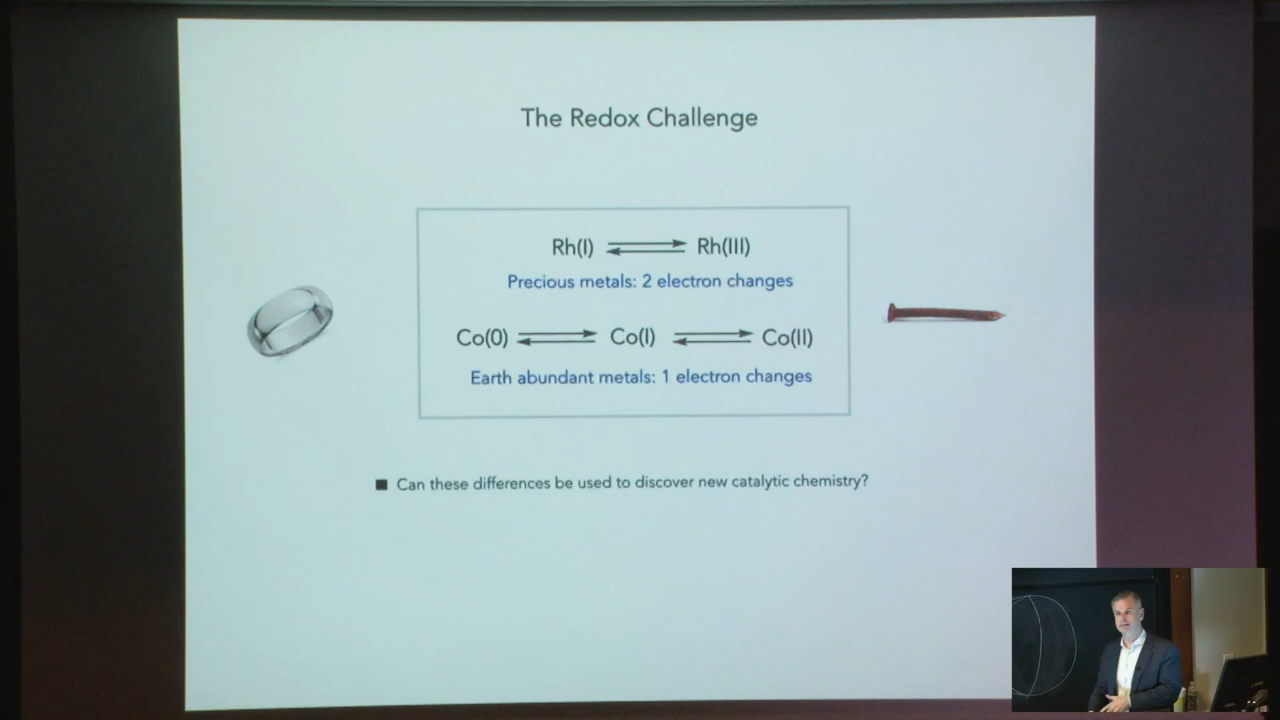 The Redox Challenge
Rh(I) ⇌ Rh(III)
Precious metals: 2 electron changes
Co(0) ⇌ Co(I) ⇌ Co(II)
Earth abundant metals: 1 electron changes
■ Can these differences be used to discover new catalytic chemistry?